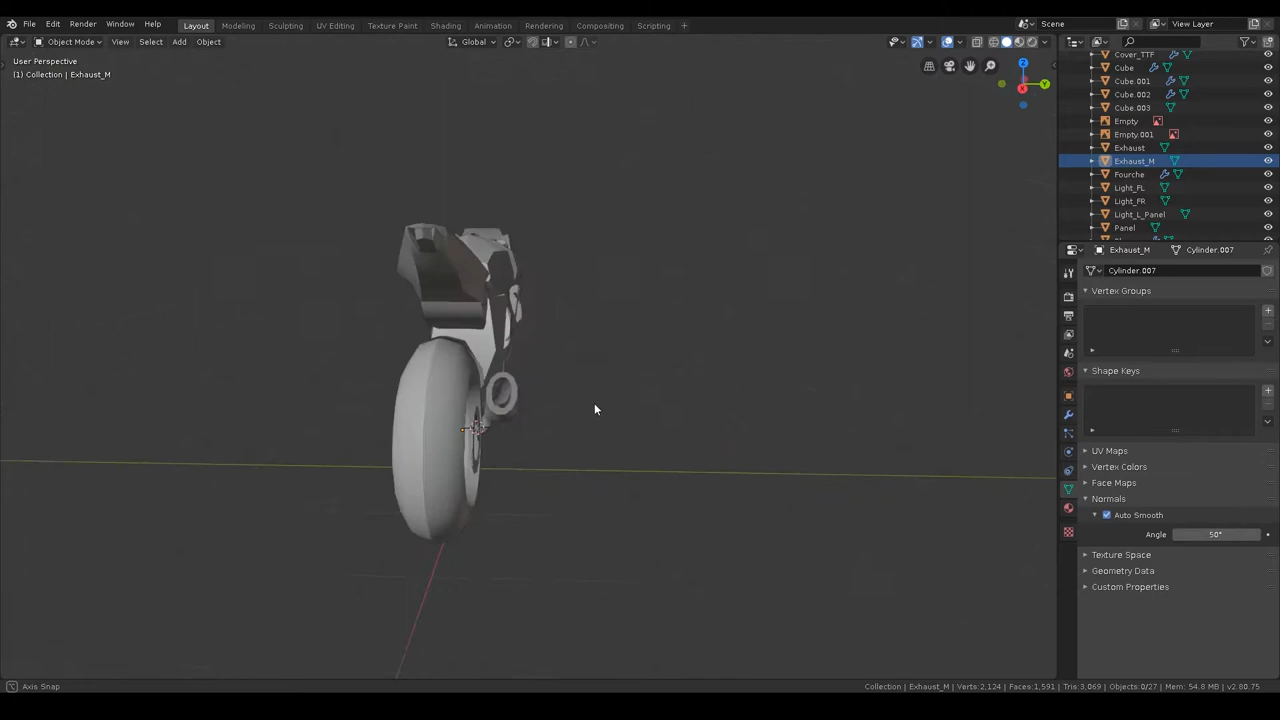 File Edit Render Window Help Layout Modeling Sculpting UV Editing Texture Paint Shading Animation Rendering Compositing Scripting + Scene View Layer
Object Mode View Select Add Object Global
User Perspective
(1) Collection | Exhaust_M
Z
Y
X
Cover_TTF
Cube
Cube.001
Cube.002
Cube.003
Empty
Empty.001
Exhaust
Exhaust_M
Fourche
Light_FL
Light_FR
Light_L_Panel
Panel
Exhaust_M Cylinder.007
Cylinder.007
Vertex Groups
Shape Keys
UV Maps
Vertex Colors
Face Maps
Normals
Auto Smooth
Angle 50°
Texture Space
Geometry Data
Custom Properties
Axis Snap
Collection | Exhaust_M | Verts:2,124 | Faces:1,591 | Tris:3,069 | Objects:0/27 | Mem: 54.8 MB | v2.80.75